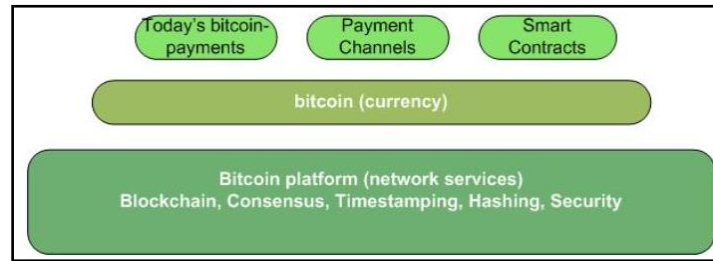 Today's bitcoin-
payments
Payment
Channels
Smart
Contracts
bitcoin (currency)
Bitcoin platform (network services)
Blockchain, Consensus, Timestamping, Hashing, Security